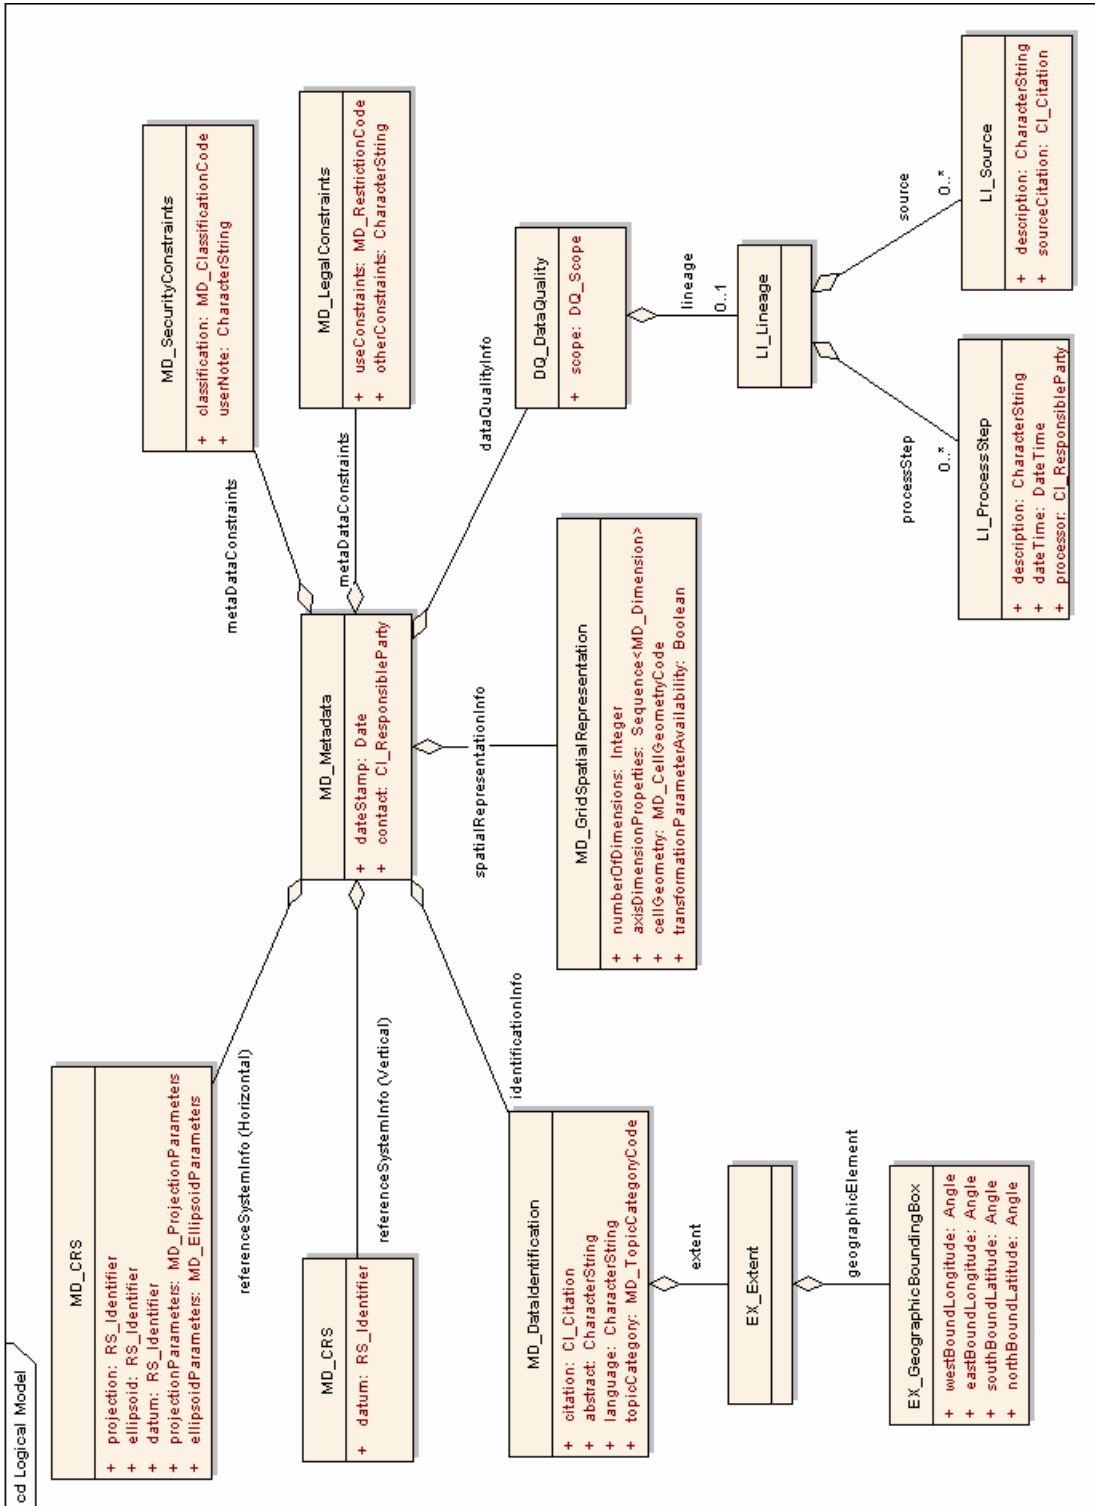 cd Logical Model
MD_CRS
+ projection: RS_Identifier
+ ellipsoid: RS_Identifier
+ datum: RS_Identifier
+ projectionParameters: MD_ProjectionParameters
+ ellipsoidParameters: MD_EllipsoidParameters
referenceSystemInfo (Horizontal)
MD_CRS
+ datum: RS_Identifier
referenceSystemInfo (Vertical)
MD_DataIdentification
+ citation: CI_Citation
+ abstract: CharacterString
+ language: CharacterString
+ topicCategory: MD_TopicCategoryCode
identificationInfo
extent
EX_Extent
geographicElement
EX_GeographicBoundingBox
+ westBoundLongitude: Angle
+ eastBoundLongitude: Angle
+ southBoundLatitude: Angle
+ northBoundLatitude: Angle
MD_Metadata
+ dateStamp: Date
+ contact: CI_ResponsibleParty
spatialRepresentationInfo
MD_GridSpatialRepresentation
+ numberOfDimensions: Integer
+ axisDimensionProperties: Sequence<MD_Dimension>
+ cellGeometry: MD_CellGeometryCode
+ transformationParameterAvailability: Boolean
metaDataConstraints
MD_SecurityConstraints
+ classification: MD_ClassificationCode
+ userNote: CharacterString
metaDataConstraints
MD_LegalConstraints
+ useConstraints: MD_RestrictionCode
+ otherConstraints: CharacterString
dataQualityInfo
DQ_DataQuality
+ scope: DQ_Scope
lineage
0..1
LI_Lineage
processStep
0..*
LI_ProcessStep
+ description: CharacterString
+ dateTime: DateTime
+ processor: CI_ResponsibleParty
source
0..*
LI_Source
+ description: CharacterString
+ sourceCitation: CI_Citation